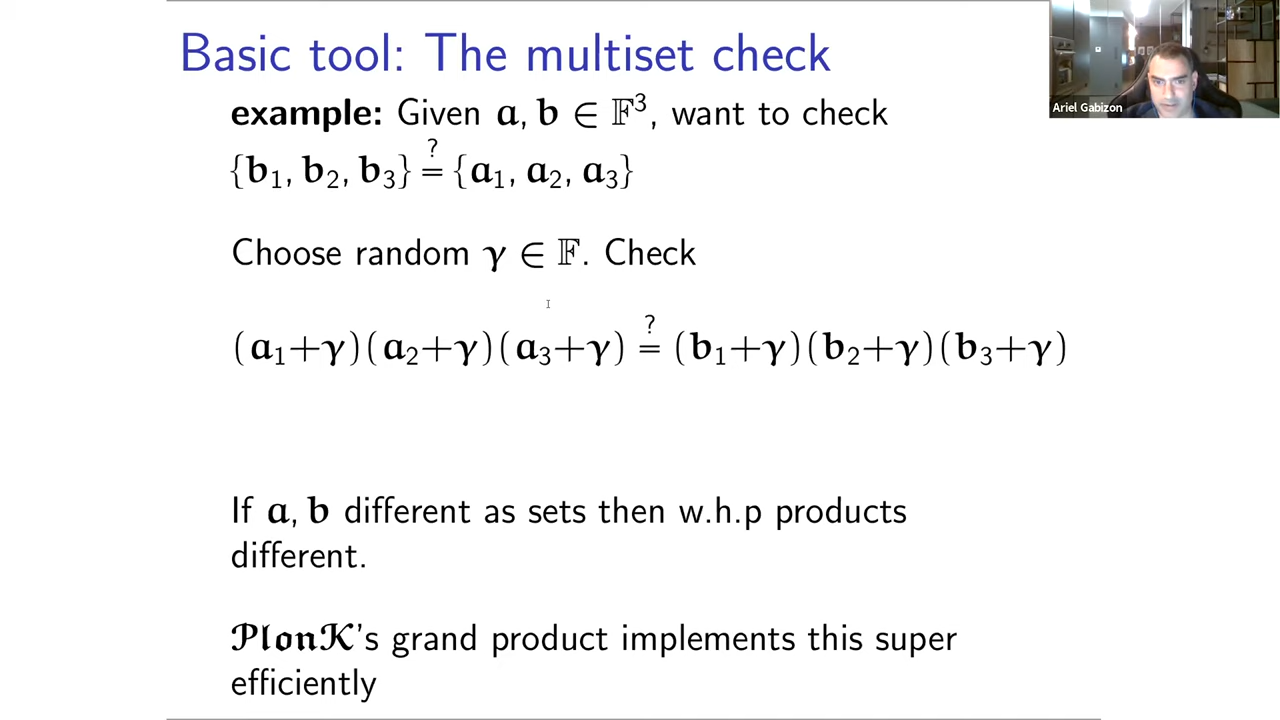 Basic tool: The multiset check
Ariel Gabizon
example: Given a, b ∈ 𝔽³, want to check
{b₁, b₂, b₃} ≟ {a₁, a₂, a₃}
Choose random γ ∈ 𝔽. Check
(a₁+γ)(a₂+γ)(a₃+γ) ≟ (b₁+γ)(b₂+γ)(b₃+γ)
If a, b different as sets then w.h.p products
different.
PlonK's grand product implements this super
efficiently